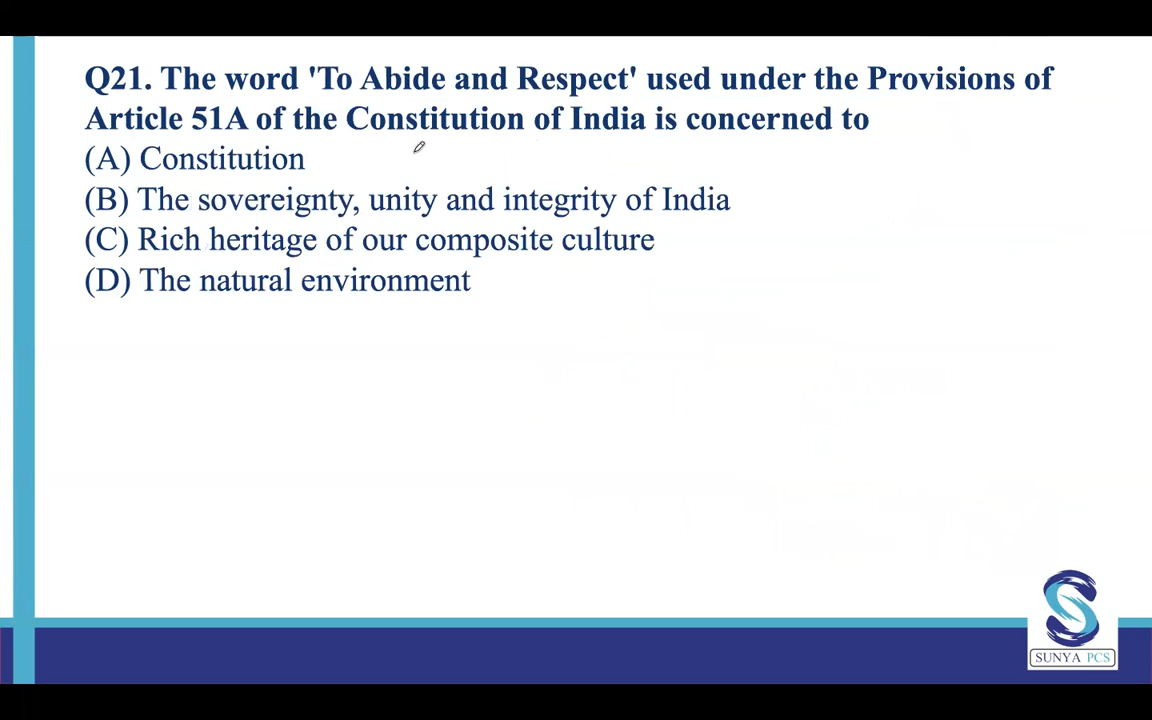 Q21. The word 'To Abide and Respect' used under the Provisions of
Article 51A of the Constitution of India is concerned to
(A) Constitution
(B) The sovereignty, unity and integrity of India
(C) Rich heritage of our composite culture
(D) The natural environment
SUNYA PCS